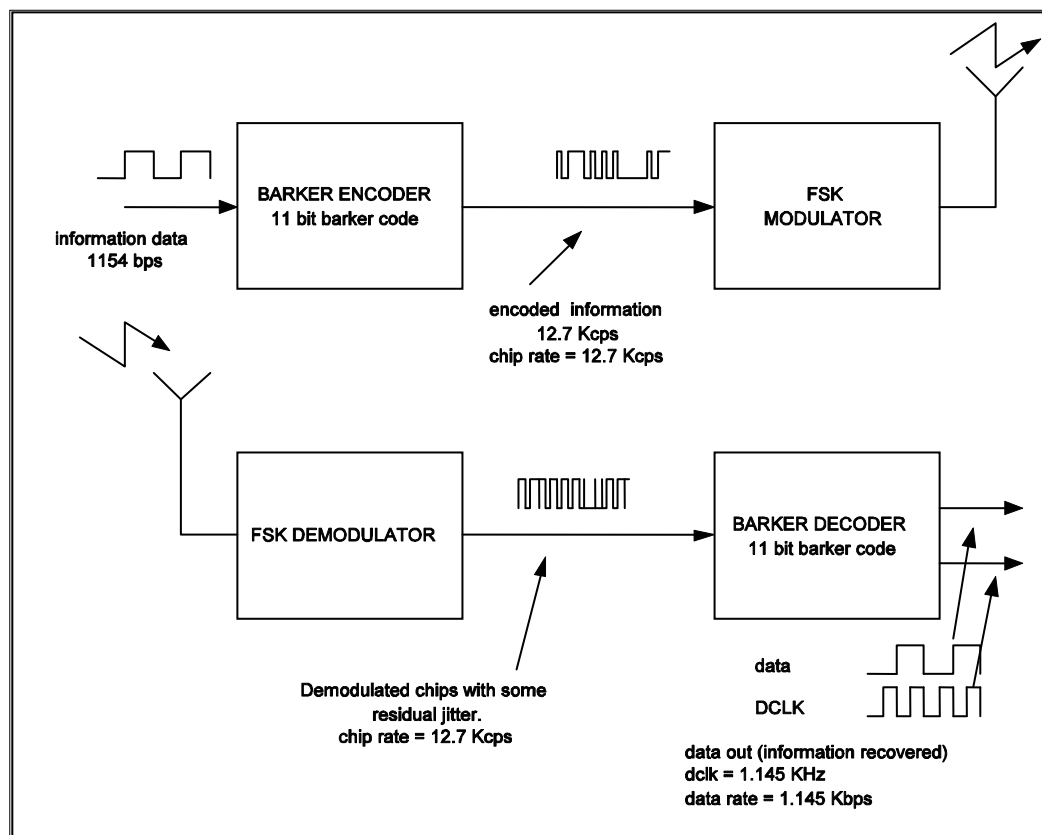 BARKER ENCODER
11 bit barker code
FSK
MODULATOR
information data
1154 bps
encoded information
12.7 Kcps
chip rate = 12.7 Kcps
FSK DEMODULATOR
BARKER DECODER
11 bit barker code
Demodulated chips with some
residual jitter.
chip rate = 12.7 Kcps
data
DCLK
data out (information recovered)
dclk = 1.145 KHz
data rate = 1.145 Kbps